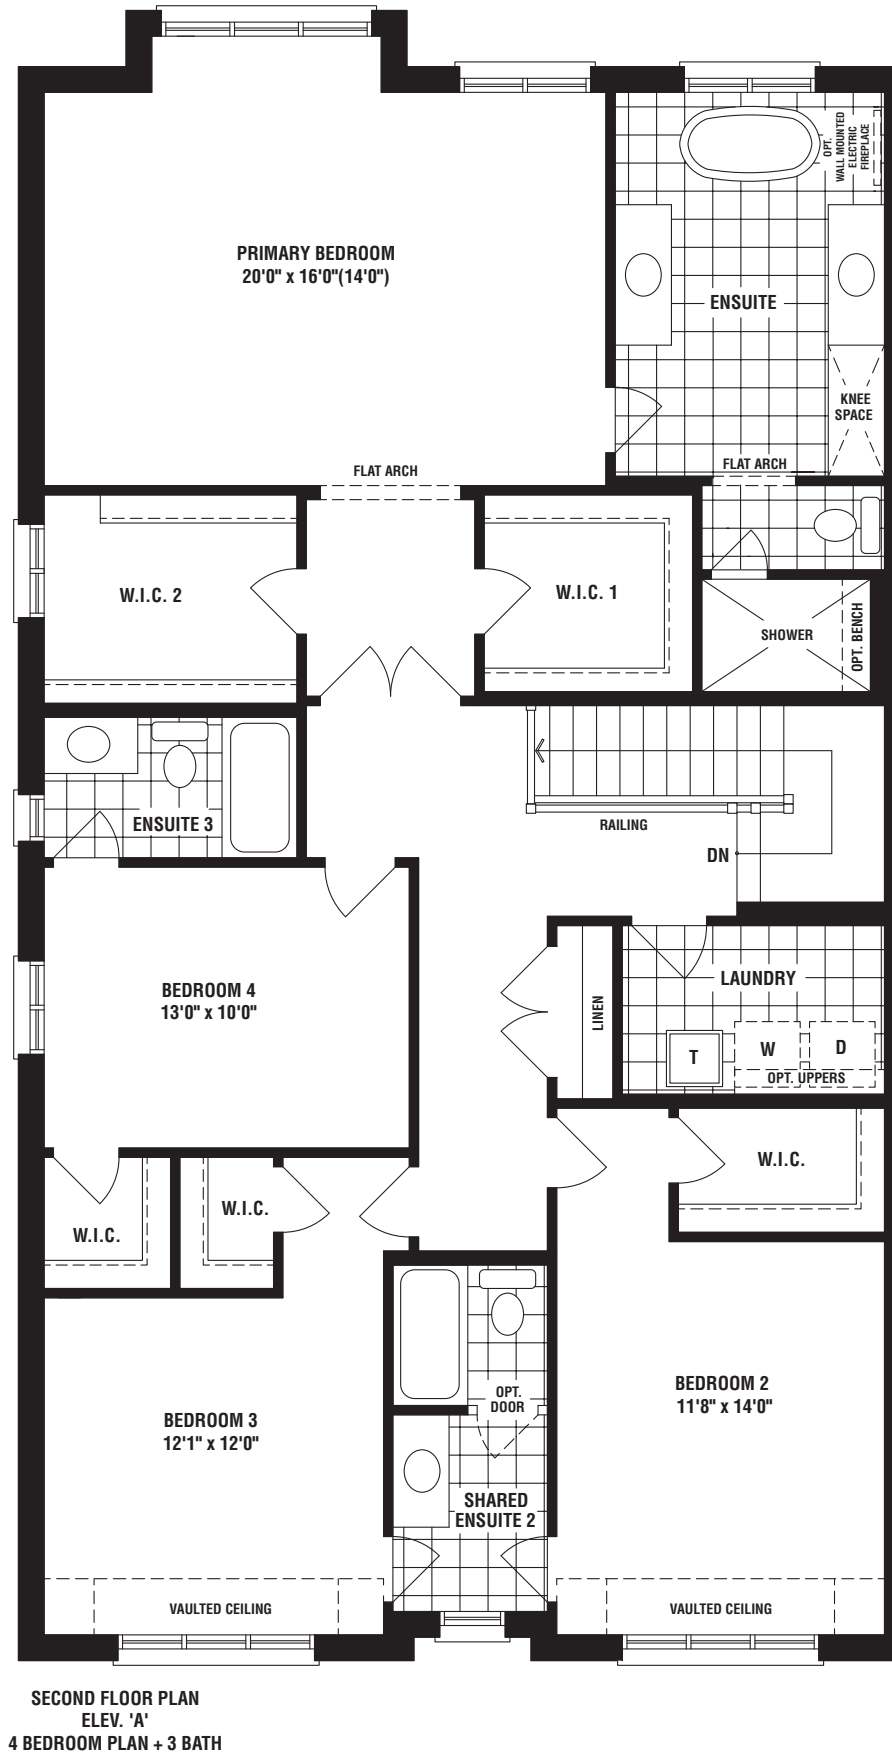 OPT.
WALL MOUNTED
ELECTRIC
FIREPLACE
PRIMARY BEDROOM
20'0" x 16'0"(14'0")
ENSUITE
KNEE
SPACE
FLAT ARCH
FLAT ARCH
W.I.C. 2
W.I.C. 1
SHOWER
OPT. BENCH
ENSUITE 3
RAILING
DN
BEDROOM 4
13'0" x 10'0"
LINEN
LAUNDRY
T
W
D
OPT. UPPERS
W.I.C.
W.I.C.
W.I.C.
BEDROOM 2
11'8" x 14'0"
OPT.
DOOR
BEDROOM 3
12'1" x 12'0"
SHARED
ENSUITE 2
VAULTED CEILING
VAULTED CEILING
SECOND FLOOR PLAN
ELEV. 'A'
4 BEDROOM PLAN + 3 BATH